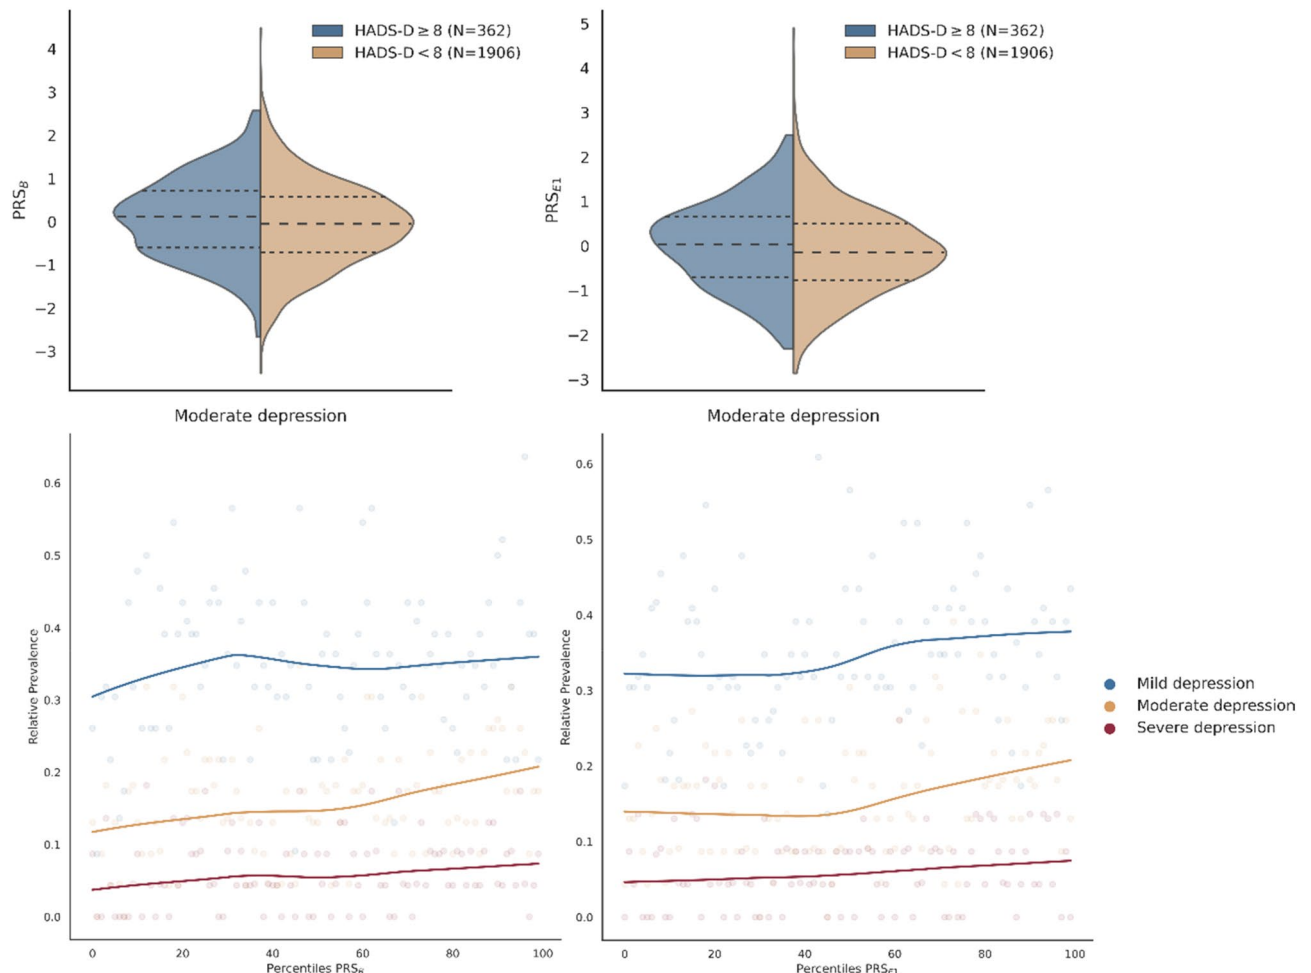 HADS-D ≥ 8 (N=362)
HADS-D < 8 (N=1906)
4
3
2
1
0
−1
−2
−3
PRS_B
Moderate depression
HADS-D ≥ 8 (N=362)
HADS-D < 8 (N=1906)
5
4
3
2
1
0
−1
−2
−3
PRS_E1
Moderate depression
0.6
0.5
0.4
0.3
0.2
0.1
0.0
Relative Prevalence
0 20 40 60 80 100
Percentiles PRS_B
0.6
0.5
0.4
0.3
0.2
0.1
0.0
Relative Prevalence
0 20 40 60 80 100
Percentiles PRS_E1
Mild depression
Moderate depression
Severe depression